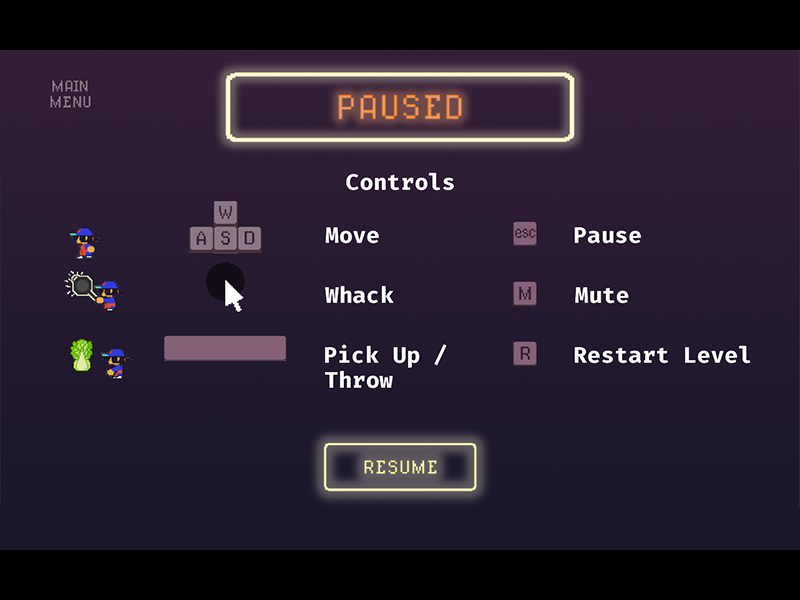 MAIN
MENU
PAUSED
Controls
W
A S D
Move
esc
Pause
Whack
M
Mute
Pick Up /
Throw
R
Restart Level
RESUME